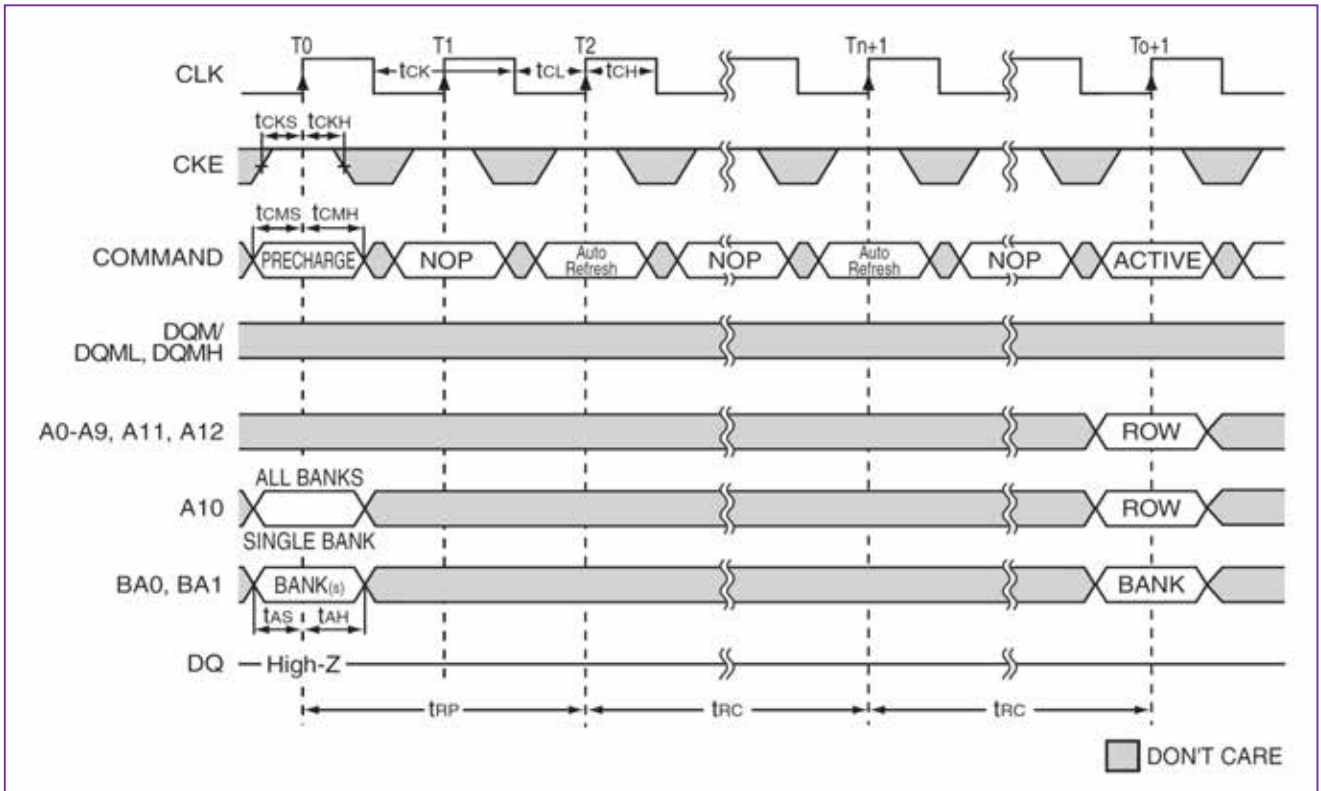 T0 T1 T2 Tn+1 To+1
CLK tCK tCL tCH
tCKS tCKH
CKE
tCMS tCMH
COMMAND PRECHARGE NOP Auto Refresh NOP Auto Refresh NOP ACTIVE
DQM/
DQML, DQMH
A0-A9, A11, A12 ROW
ALL BANKS
A10 ROW
SINGLE BANK
BA0, BA1 BANK(s) BANK
tAS tAH
DQ High-Z
tRP tRC tRC
DON'T CARE